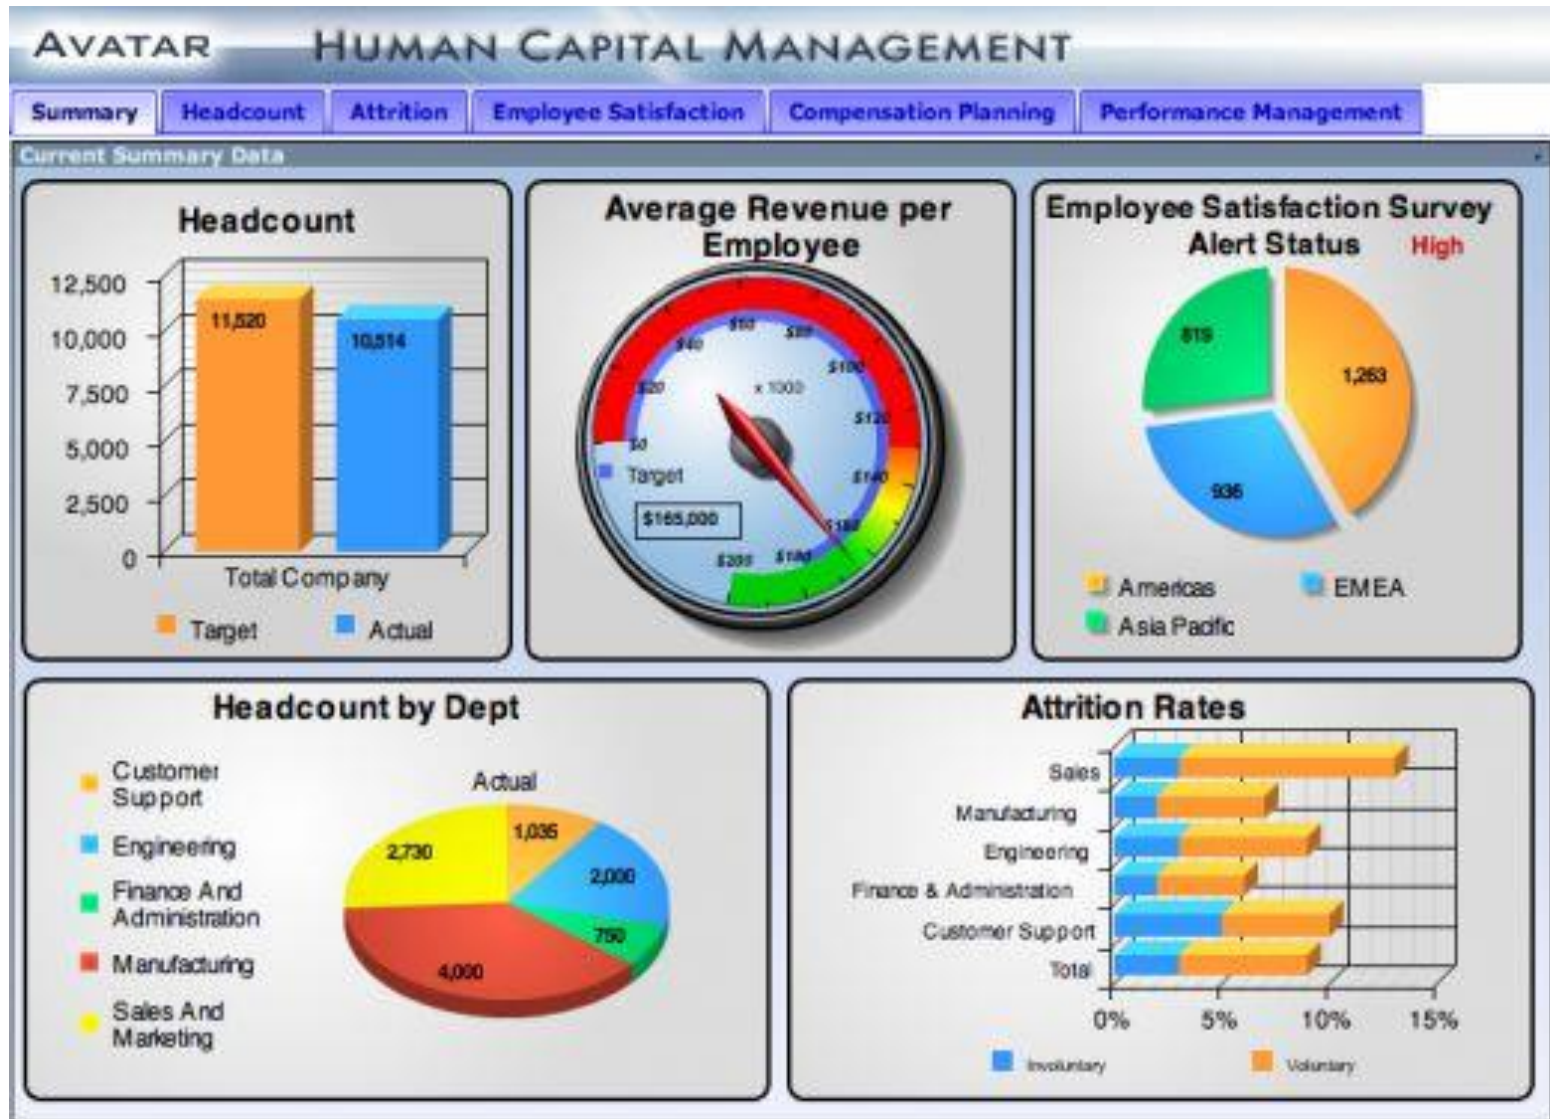 AVATAR HUMAN CAPITAL MANAGEMENT
Summary Headcount Attrition Employee Satisfaction Compensation Planning Performance Management
Current Summary Data
Headcount
12,500
10,000
7,500
5,000
2,500
0
11,520
10,514
Total Company
Target Actual
Average Revenue per
Employee
$0
$20
$40
$80
$100
$120
$140
$180
$200
x 1000
Target
$165,000
Employee Satisfaction Survey
Alert Status High
819
1,263
936
Americas EMEA
Asia Pacific
Headcount by Dept
Customer
Support
Engineering
Finance And
Administration
Manufacturing
Sales And
Marketing
Actual
1,035
2,000
750
4,000
2,730
Attrition Rates
Sales
Manufacturing
Engineering
Finance & Administration
Customer Support
Total
0% 5% 10% 15%
Involuntary Voluntary